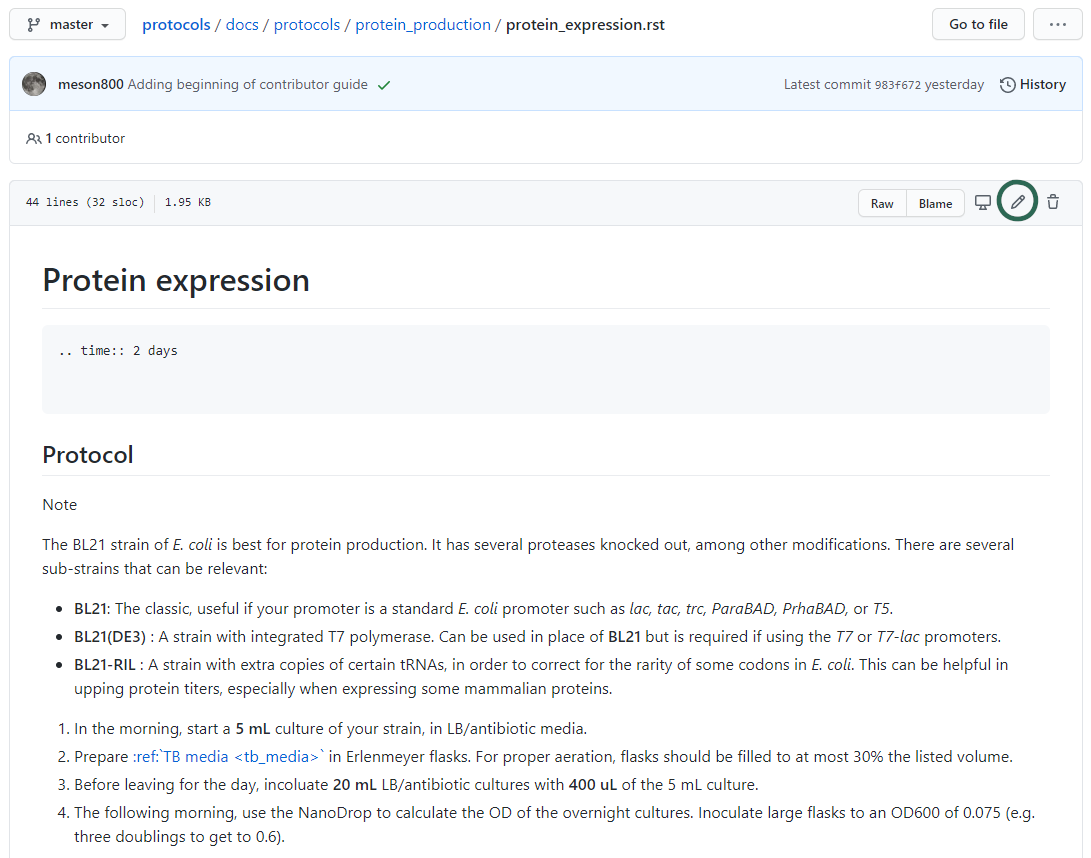 master protocols / docs / protocols / protein_production / protein_expression.rst Go to file ...
meson800 Adding beginning of contributor guide Latest commit 983f672 yesterday History
1 contributor
44 lines (32 sloc) 1.95 KB Raw Blame
Protein expression
.. time:: 2 days
Protocol
Note
The BL21 strain of E. coli is best for protein production. It has several proteases knocked out, among other modifications. There are several
sub-strains that can be relevant:
• BL21: The classic, useful if your promoter is a standard E. coli promoter such as lac, tac, trc, ParaBAD, PrhaBAD, or T5.
• BL21(DE3) : A strain with integrated T7 polymerase. Can be used in place of BL21 but is required if using the T7 or T7-lac promoters.
• BL21-RIL : A strain with extra copies of certain tRNAs, in order to correct for the rarity of some codons in E. coli. This can be helpful in
upping protein titers, especially when expressing some mammalian proteins.
1. In the morning, start a 5 mL culture of your strain, in LB/antibiotic media.
2. Prepare :ref:`TB media <tb_media>` in Erlenmeyer flasks. For proper aeration, flasks should be filled to at most 30% the listed volume.
3. Before leaving for the day, incoluate 20 mL LB/antibiotic cultures with 400 uL of the 5 mL culture.
4. The following morning, use the NanoDrop to calculate the OD of the overnight cultures. Inoculate large flasks to an OD600 of 0.075 (e.g.
three doublings to get to 0.6).